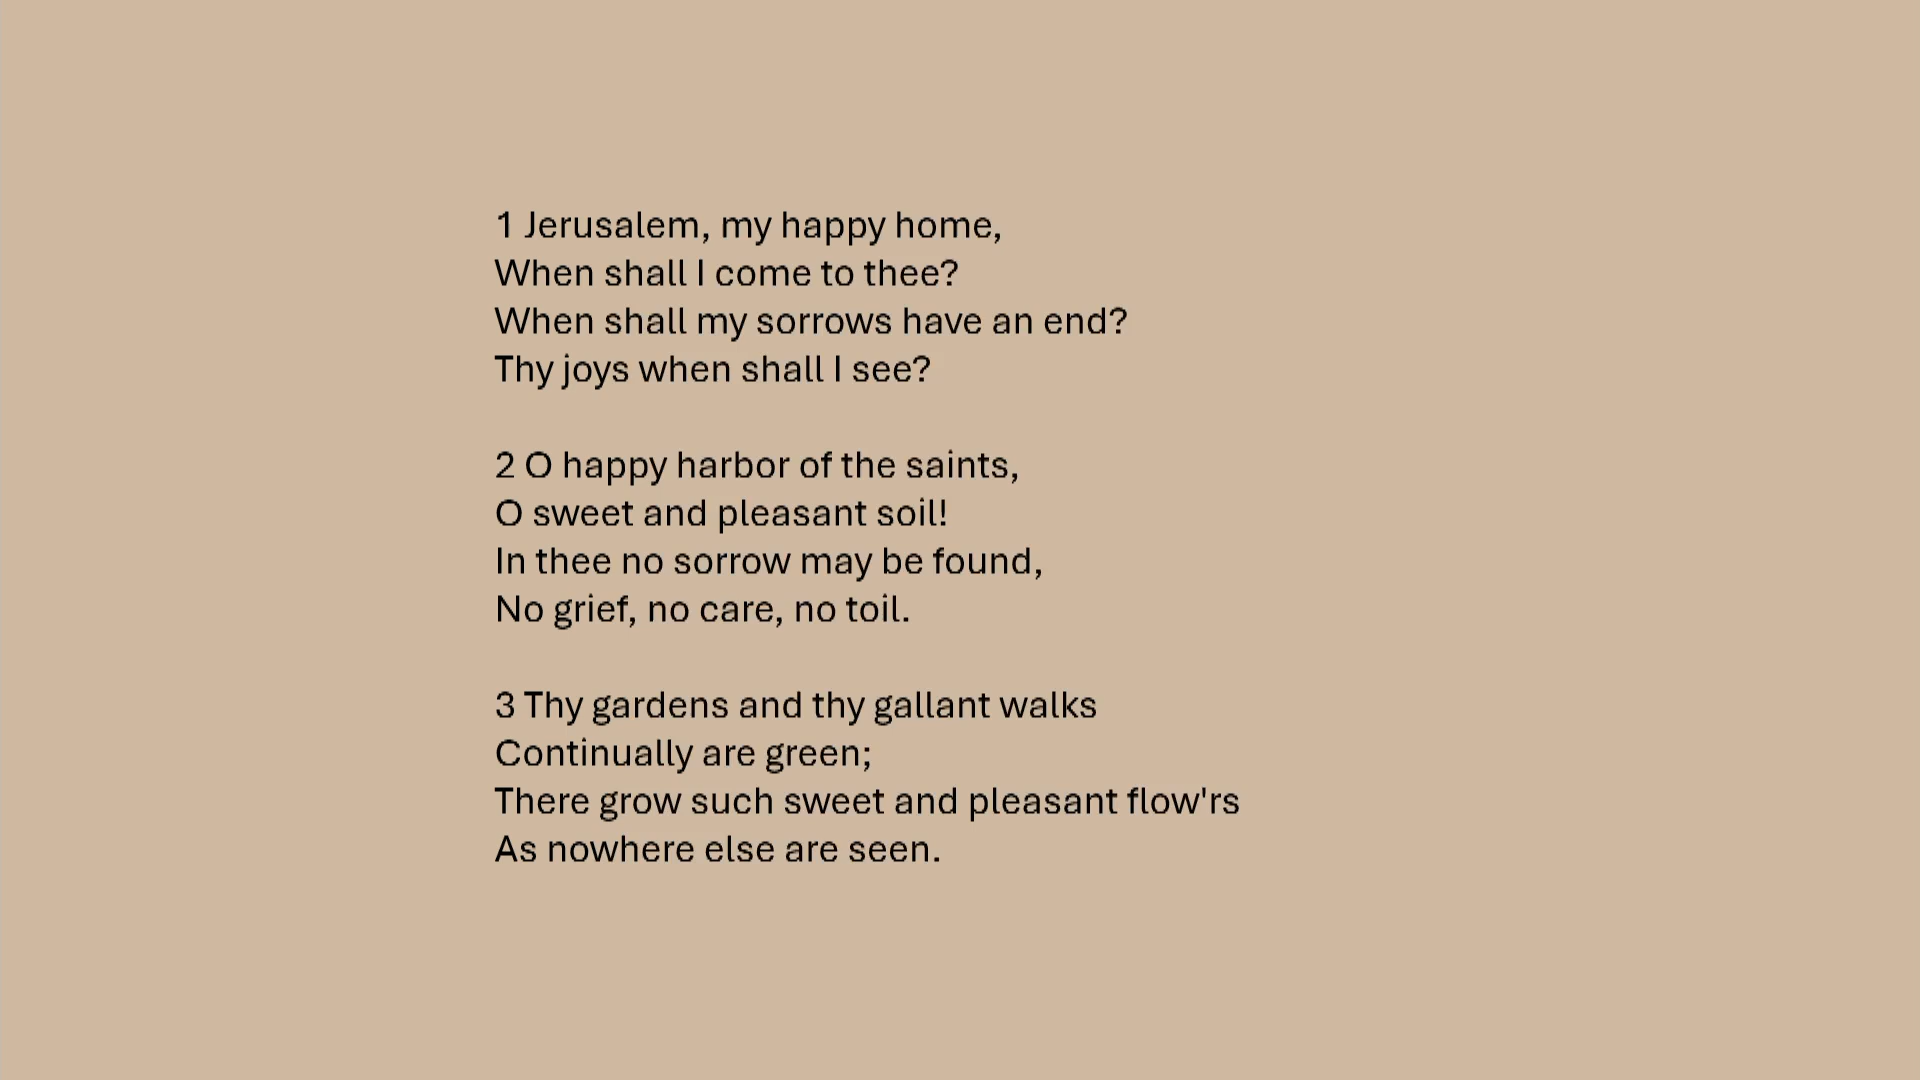 1 Jerusalem, my happy home,
When shall I come to thee?
When shall my sorrows have an end?
Thy joys when shall I see?

2 O happy harbor of the saints,
O sweet and pleasant soil!
In thee no sorrow may be found,
No grief, no care, no toil.

3 Thy gardens and thy gallant walks
Continually are green;
There grow such sweet and pleasant flow'rs
As nowhere else are seen.